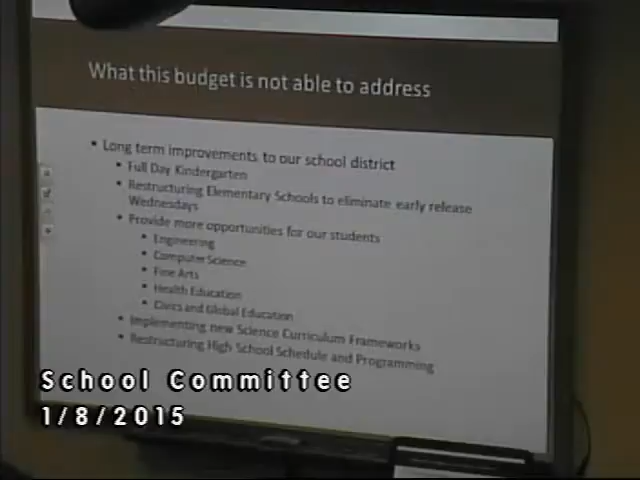 What this budget is not able to address
• Long term improvements to our school district
• Full Day Kindergarten
• Restructuring Elementary Schools to eliminate early release
Wednesdays
• Provide more opportunities for our students
• Engineering
• Computer Science
• Fine Arts
• Health Education
• Civics and Global Education
• Implementing new Science Curriculum Frameworks
• Restructuring High School Schedule and Programming
School Committee
1/8/2015